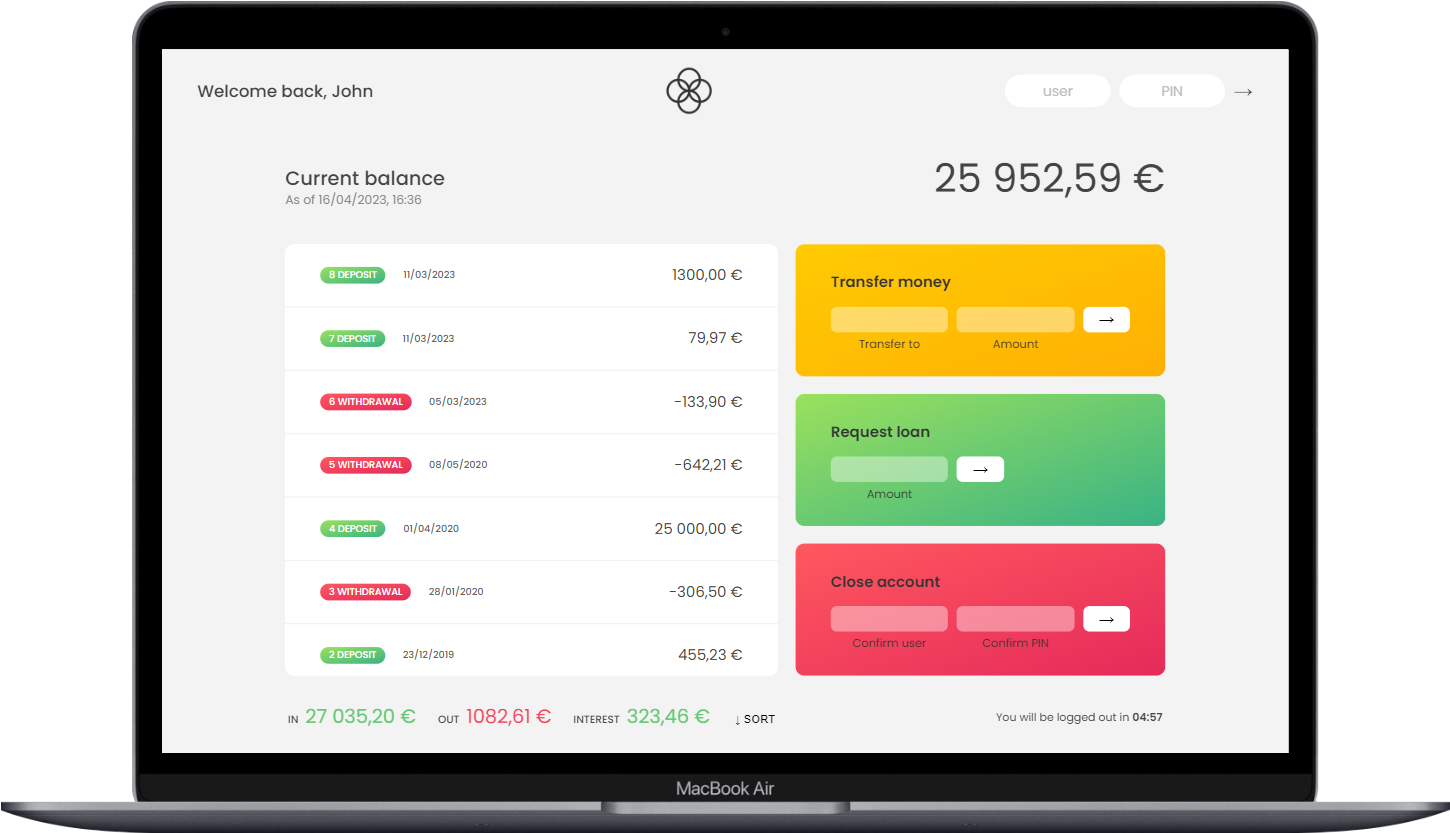 Welcome back, John
user PIN →
Current balance
As of 16/04/2023, 16:36
25 952,59 €
8 DEPOSIT 11/03/2023 1300,00 €
7 DEPOSIT 11/03/2023 79,97 €
6 WITHDRAWAL 05/03/2023 -133,90 €
5 WITHDRAWAL 08/05/2020 -642,21 €
4 DEPOSIT 01/04/2020 25 000,00 €
3 WITHDRAWAL 28/01/2020 -306,50 €
2 DEPOSIT 23/12/2019 455,23 €
Transfer money
→
Transfer to Amount
Request loan
→
Amount
Close account
→
Confirm user Confirm PIN
IN 27 035,20 € OUT 1082,61 € INTEREST 323,46 € ↓ SORT
You will be logged out in 04:57
MacBook Air